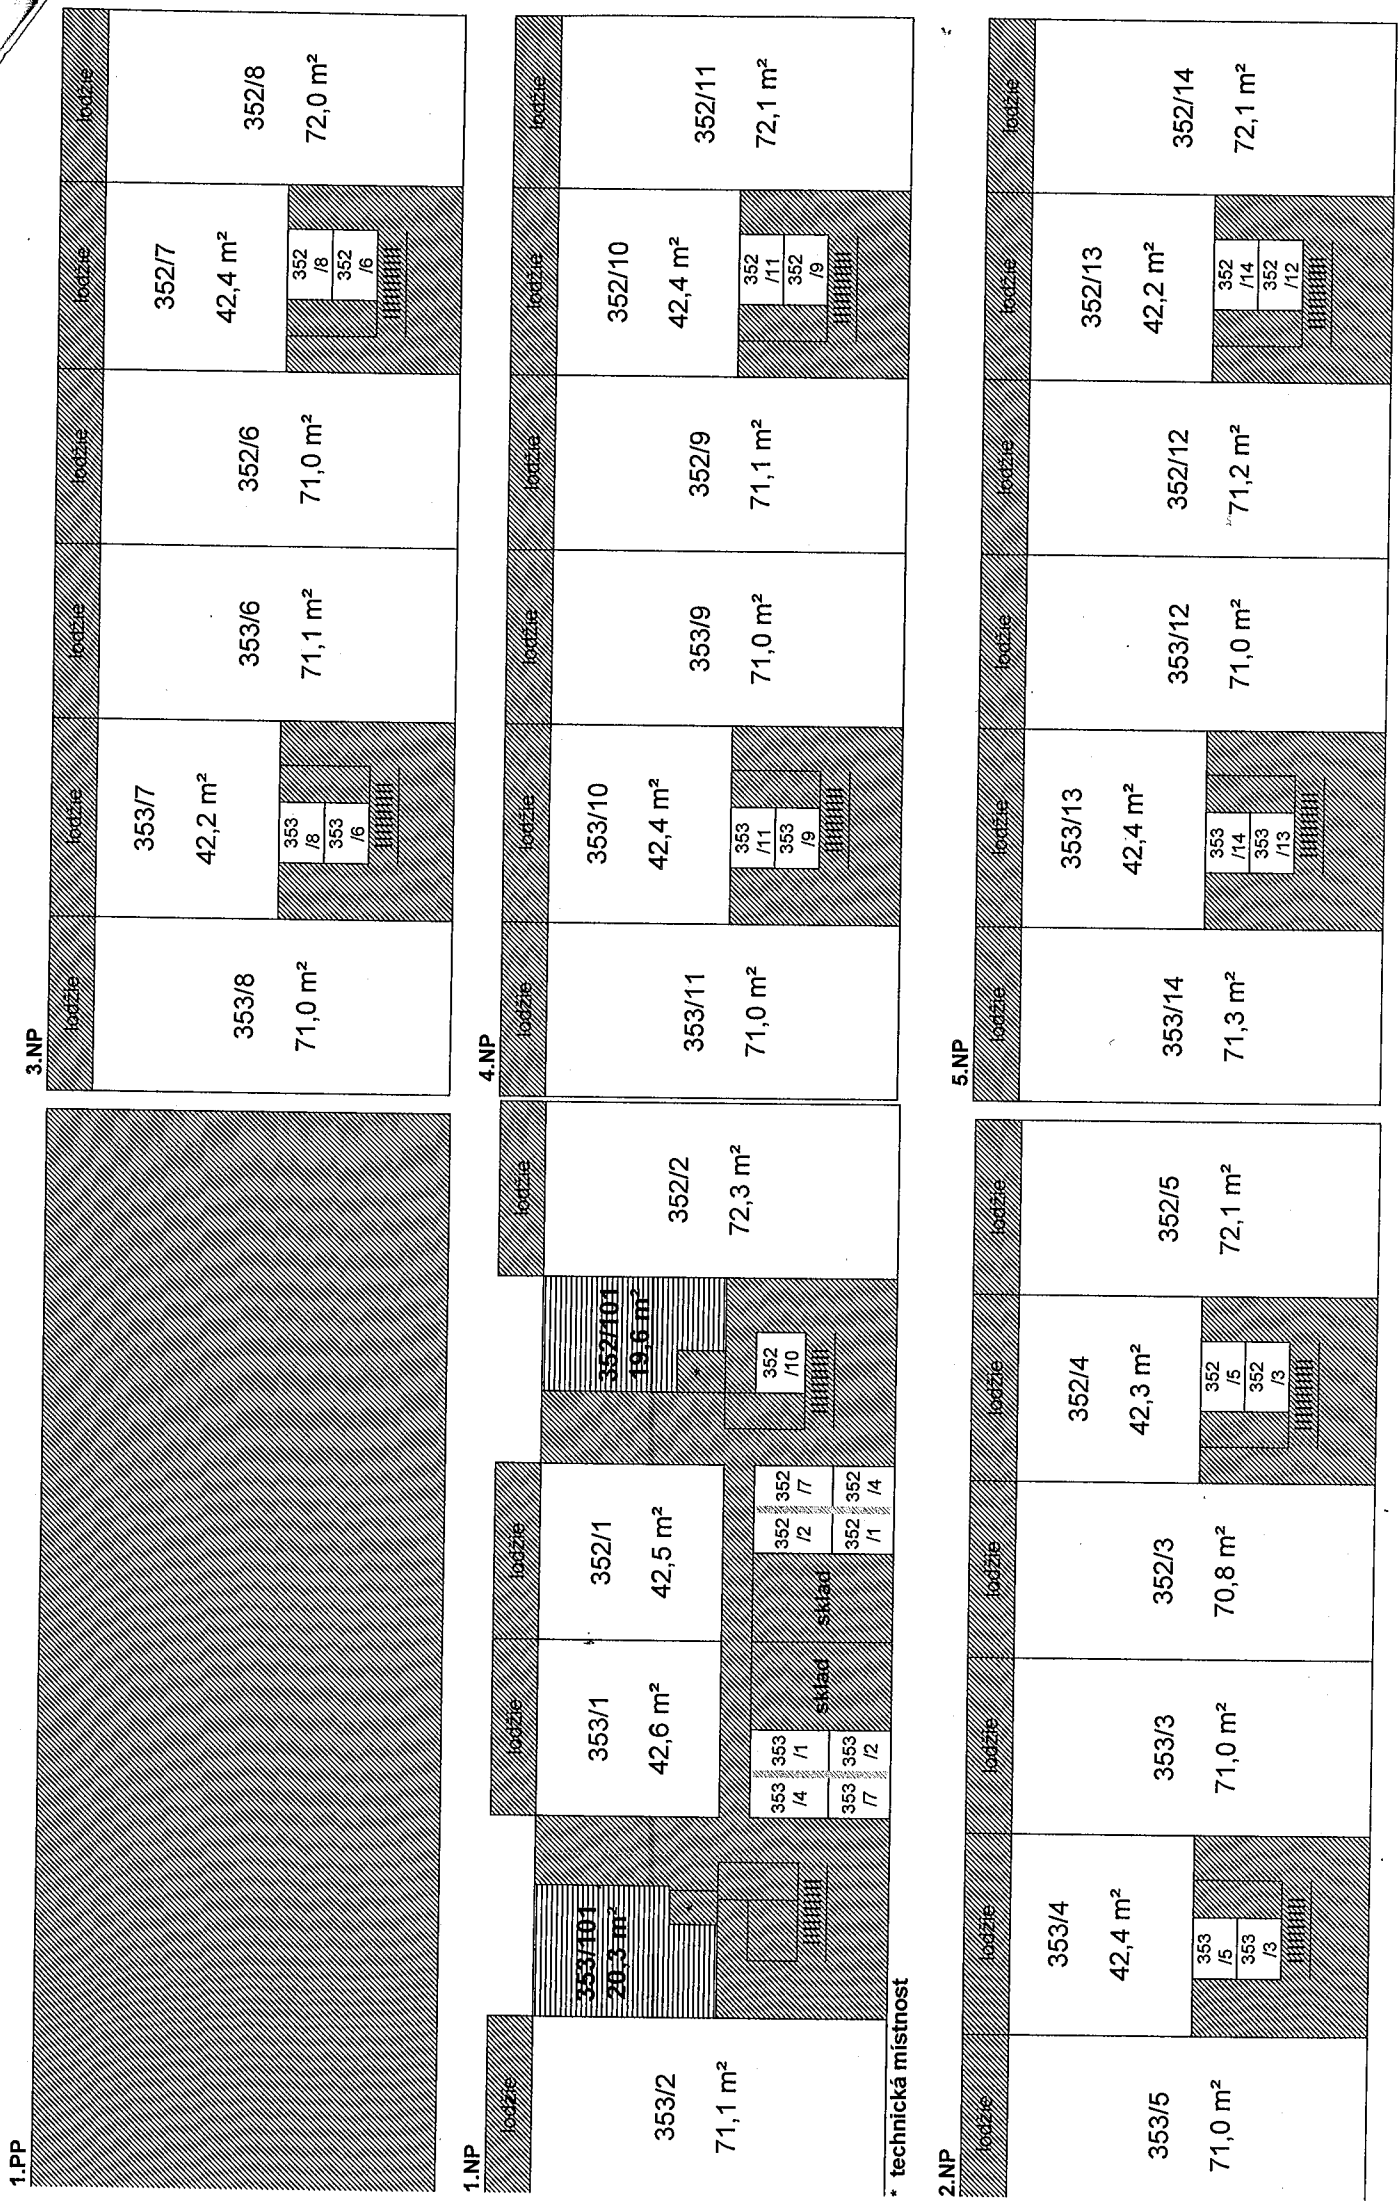 1.PP
1.NP
lodžie
lodžie
lodžie
lodžie
353/2
71,1 m²
353/101
20,3 m²
*
353/1
42,6 m²
352/1
42,5 m²
352/101
19,6 m²
*
352/2
72,3 m²
353
/4
353
/1
353
/7
353
/2
sklad
sklad
352
/2
352
/7
352
/1
352
/4
352
/10
* technická místnost
2.NP
lodžie
lodžie
lodžie
lodžie
lodžie
lodžie
353/5
71,0 m²
353/4
42,4 m²
353
/5
353
/3
353/3
71,0 m²
352/3
70,8 m²
352/4
42,3 m²
352
/5
352
/3
352/5
72,1 m²
3.NP
lodžie
lodžie
lodžie
lodžie
lodžie
lodžie
353/8
71,0 m²
353/7
42,2 m²
353
/8
353
/6
353/6
71,1 m²
352/6
71,0 m²
352/7
42,4 m²
352
/8
352
/6
352/8
72,0 m²
4.NP
lodžie
lodžie
lodžie
lodžie
lodžie
lodžie
353/11
71,0 m²
353/10
42,4 m²
353
/11
353
/9
353/9
71,0 m²
352/9
71,1 m²
352/10
42,4 m²
352
/11
352
/9
352/11
72,1 m²
5.NP
lodžie
lodžie
lodžie
lodžie
lodžie
lodžie
353/14
71,3 m²
353/13
42,4 m²
353
/14
353
/13
353/12
71,0 m²
352/12
71,2 m²
352/13
42,2 m²
352
/14
352
/12
352/14
72,1 m²